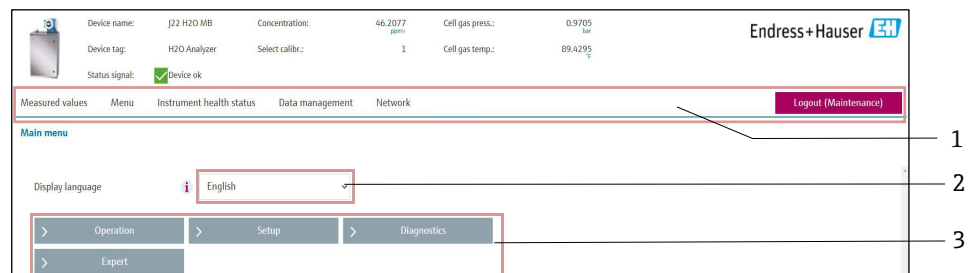 Device name: J22 H2O MB Concentration: 46.2077 ppmv Cell gas press.: 0.9705 bar
Endress+Hauser EH
Device tag: H2O Analyzer Select calibr.: 1 Cell gas temp.: 89.4295 °F
Status signal: Device ok
Measured values Menu Instrument health status Data management Network Logout (Maintenance)
1
Main menu
Display language i English
2
> Operation > Setup > Diagnostics
3
> Expert